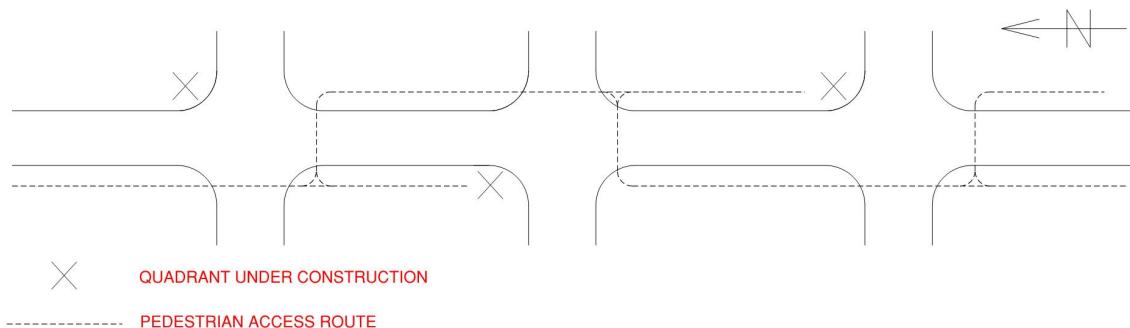 N
QUADRANT UNDER CONSTRUCTION
PEDESTRIAN ACCESS ROUTE